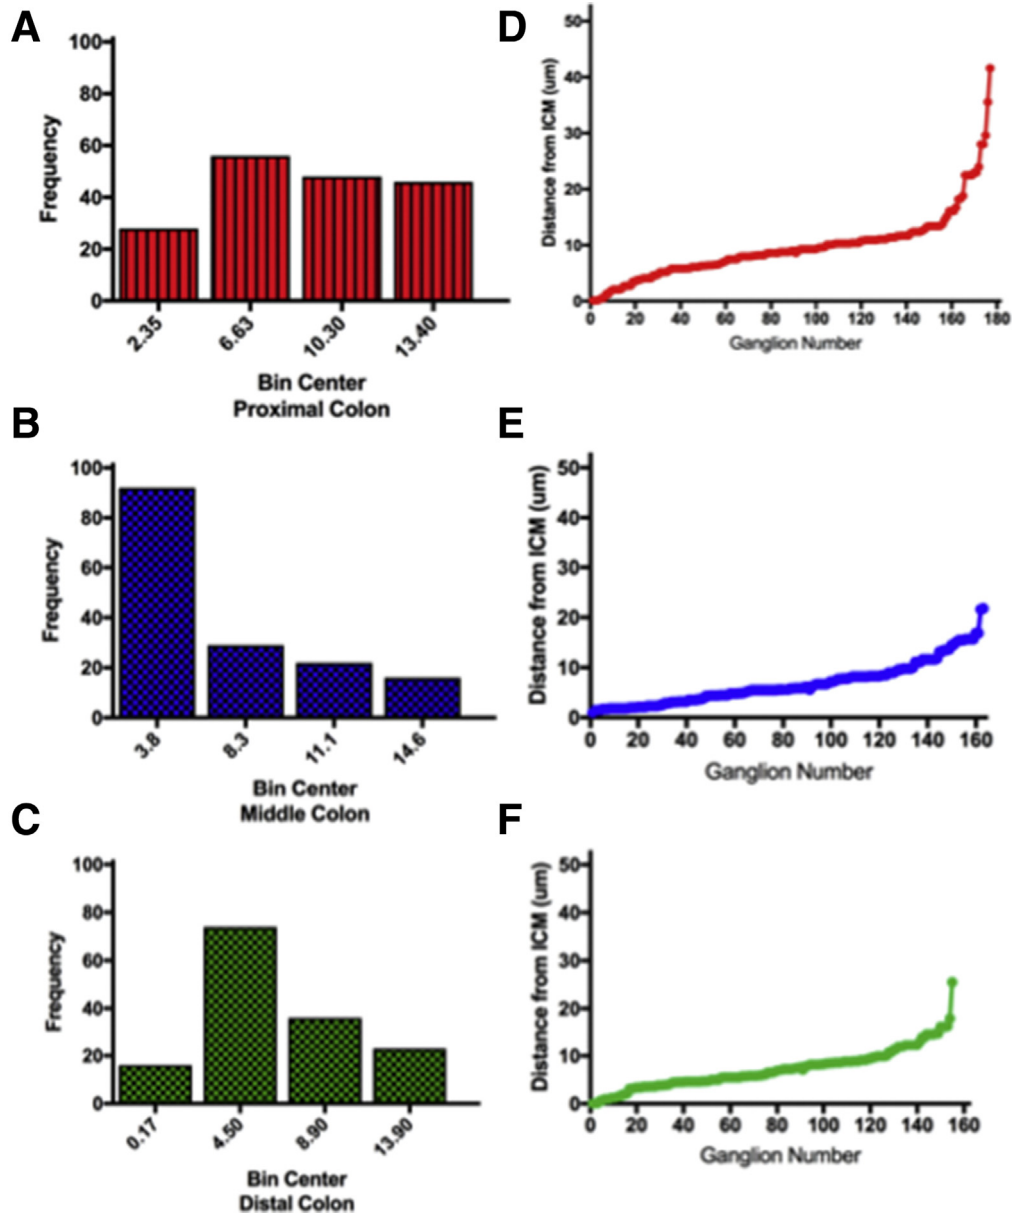 A
100
80
60
40
20
0
Frequency
2.35 6.63 10.30 13.40
Bin Center
Proximal Colon
D
50
40
30
20
10
0
Distance from ICM (um)
0 20 40 60 80 100 120 140 160 180
Ganglion Number
B
100
80
60
40
20
0
Frequency
3.8 8.3 11.1 14.6
Bin Center
Middle Colon
E
50
40
30
20
10
0
Distance from ICM (um)
0 20 40 60 80 100 120 140 160
Ganglion Number
C
100
80
60
40
20
0
Frequency
0.17 4.50 8.90 13.90
Bin Center
Distal Colon
F
50
40
30
20
10
0
Distance from ICM (um)
0 20 40 60 80 100 120 140 160
Ganglion Number